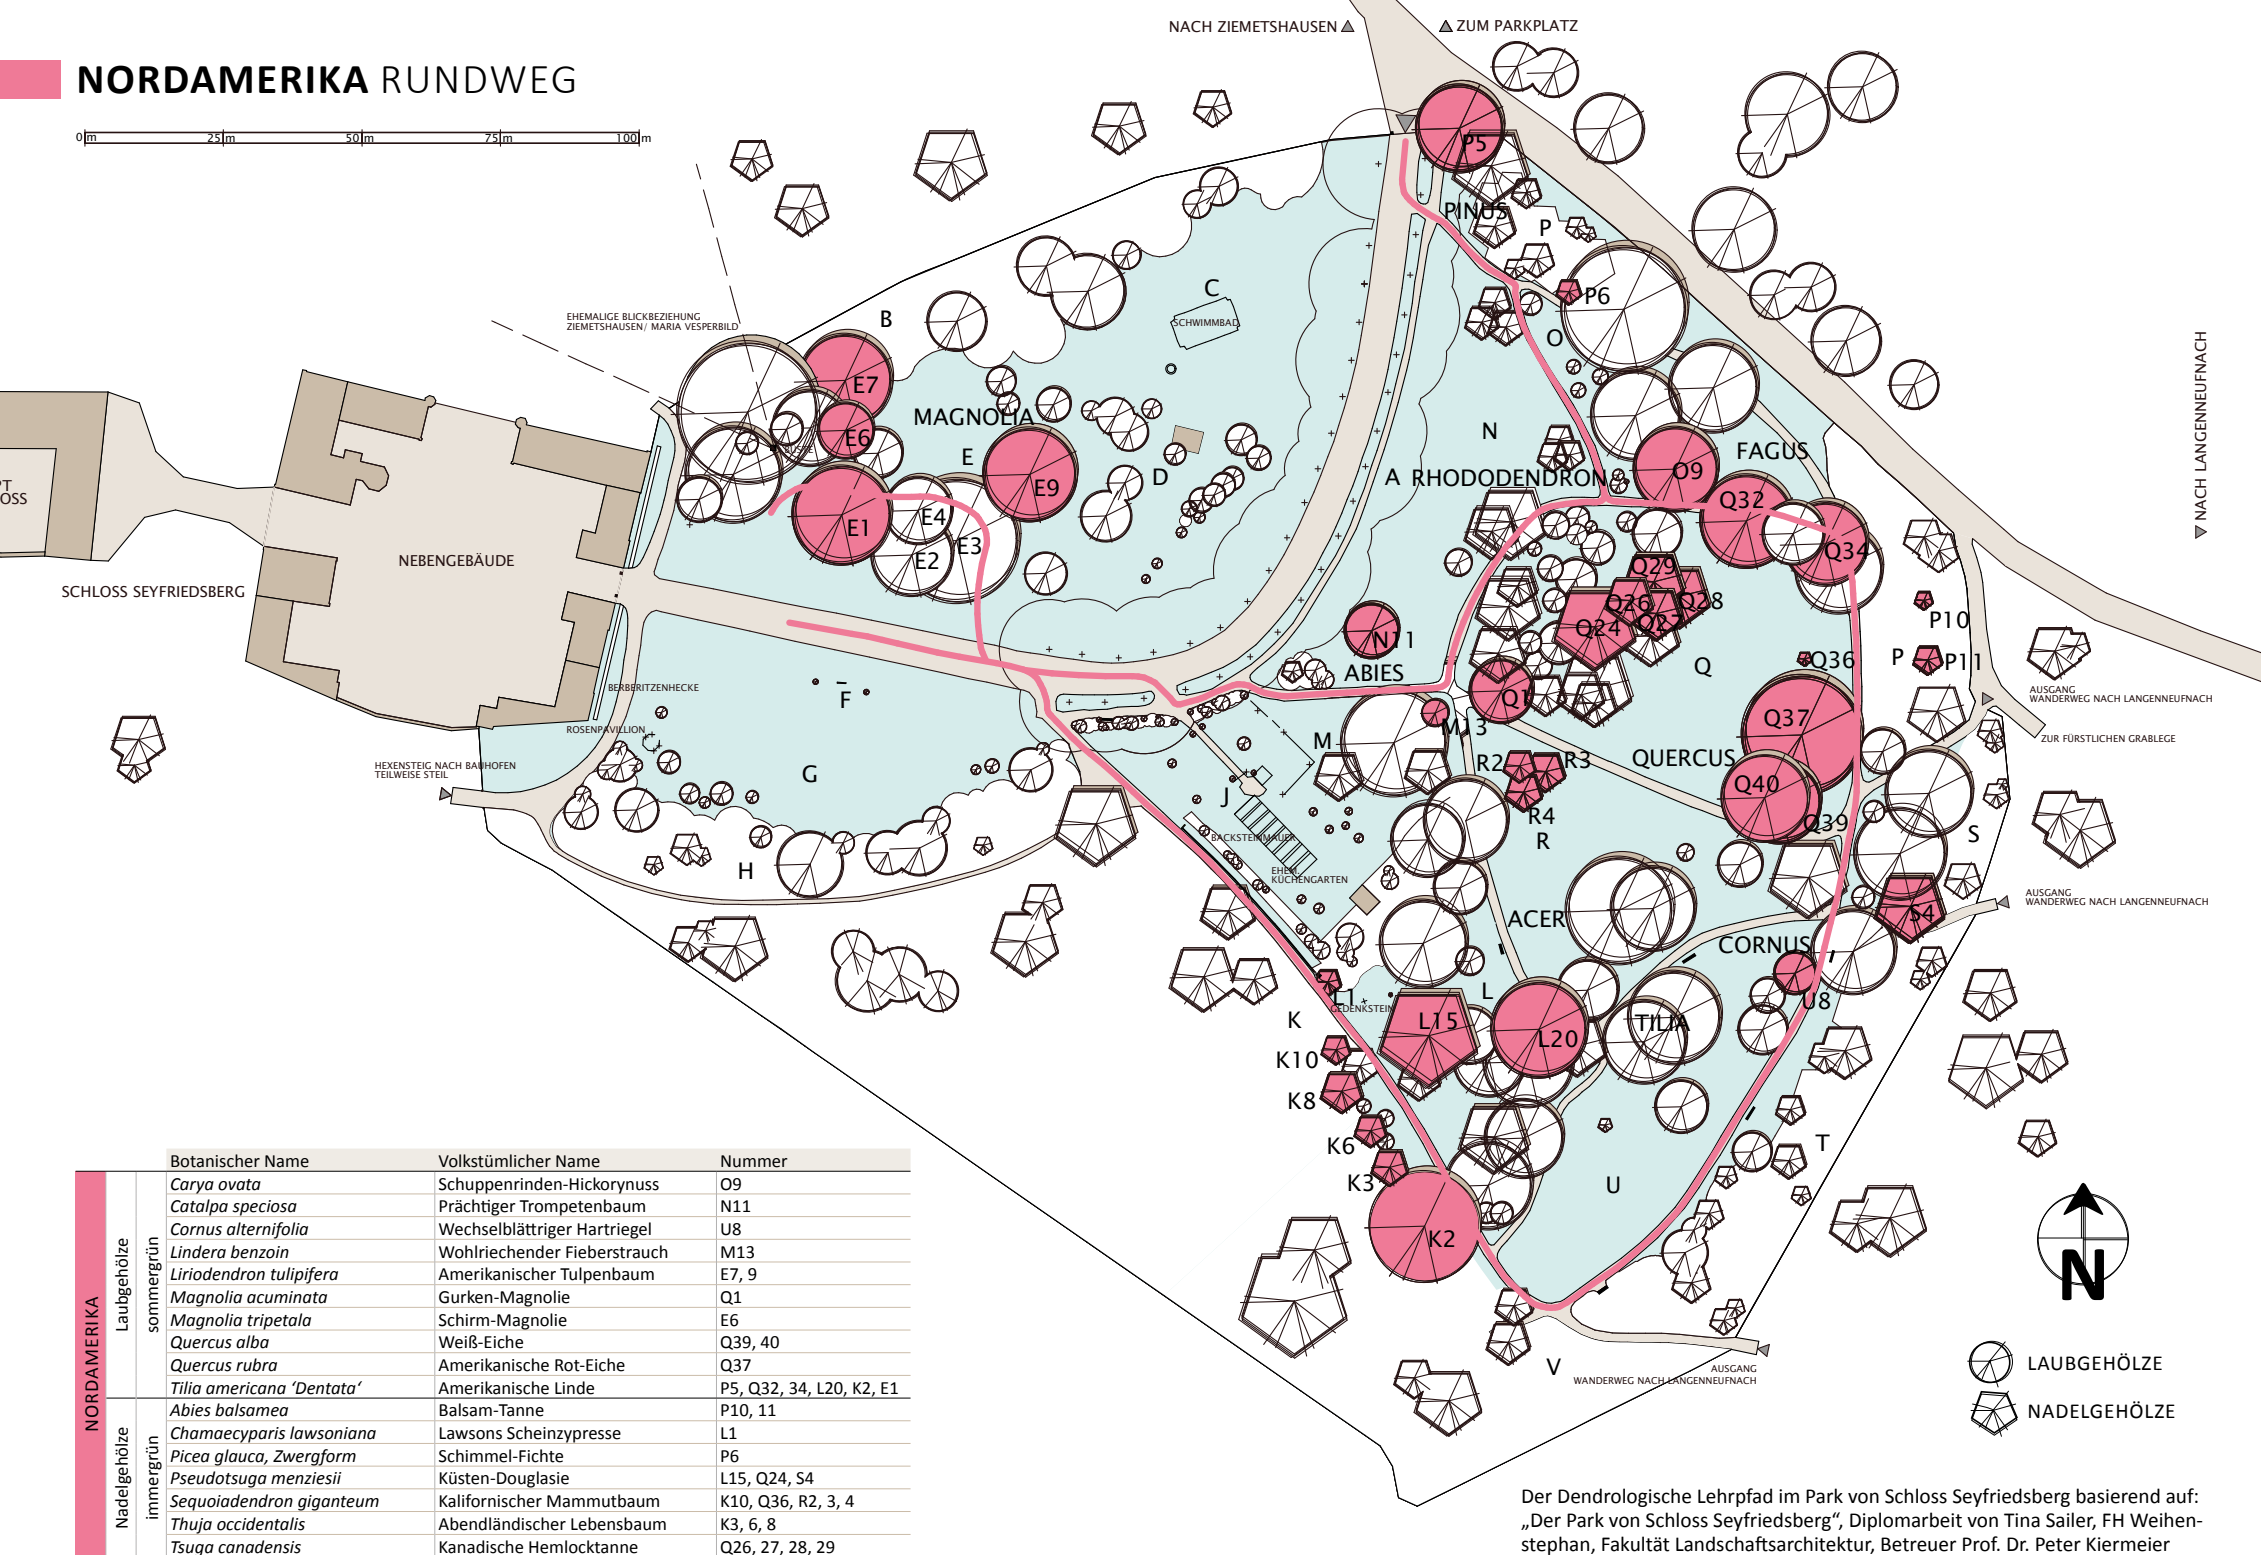 NACH ZIEMETSHAUSEN
ZUM PARKPLATZ
NORDAMERIKA RUNDWEG
0 m 25 m 50 m 75 m 100 m
P5
PINUS
P
P6
O
C
SCHWIMMBAD
B
EHEMALIGE BLICKBEZIEHUNG
ZIEMETSHAUSEN/ MARIA VESPERBILD
NACH LANGENNEUFNACH
E7
MAGNOLIA
E6
BÜSTE
E
E9
D
N
A RHODODENDRON
FAGUS
O9
Q32
Q34
E1
E4
E3
E2
NEBENGEBÄUDE
SCHLOSS SEYFRIEDSBERG
Q29
Q26
Q28
Q27
Q24
P10
N11
ABIES
Q
Q36
P
P11
Q1
BERBERITZENHECKE
F
ROSENPAVILLION
M13
M
Q37
AUSGANG
WANDERWEG NACH LANGENNEUFNACH
ZUR FÜRSTLICHEN GRABLEGE
HEXENSTEIG NACH BAUHOFEN
TEILWEISE STEIL
G
R2
R3
QUERCUS
Q40
J
R4
R
Q39
S
BACKSTEINMAUER
H
EHEM.
KÜCHENGARTEN
ACER
S4
AUSGANG
WANDERWEG NACH LANGENNEUFNACH
CORNUS
L1
GEDENKSTEIN
L
U8
K
L15
L20
TILIA
K10
K8
K6
T
K3
U
K2
N
V
AUSGANG
WANDERWEG NACH LANGENNEUFNACH
LAUBGEHÖLZE
NADELGEHÖLZE
Botanischer Name Volkstümlicher Name Nummer
NORDAMERIKA
Laubgehölze
sommergrün
Carya ovata Schuppenrinden-Hickorynuss O9
Catalpa speciosa Prächtiger Trompetenbaum N11
Cornus alternifolia Wechselblättriger Hartriegel U8
Lindera benzoin Wohlriechender Fieberstrauch M13
Liriodendron tulipifera Amerikanischer Tulpenbaum E7, 9
Magnolia acuminata Gurken-Magnolie Q1
Magnolia tripetala Schirm-Magnolie E6
Quercus alba Weiß-Eiche Q39, 40
Quercus rubra Amerikanische Rot-Eiche Q37
Tilia americana ‘Dentata‘ Amerikanische Linde P5, Q32, 34, L20, K2, E1
Nadelgehölze
immergrün
Abies balsamea Balsam-Tanne P10, 11
Chamaecyparis lawsoniana Lawsons Scheinzypresse L1
Picea glauca, Zwergform Schimmel-Fichte P6
Pseudotsuga menziesii Küsten-Douglasie L15, Q24, S4
Sequoiadendron giganteum Kalifornischer Mammutbaum K10, Q36, R2, 3, 4
Thuja occidentalis Abendländischer Lebensbaum K3, 6, 8
Tsuga canadensis Kanadische Hemlocktanne Q26, 27, 28, 29
Der Dendrologische Lehrpfad im Park von Schloss Seyfriedsberg basierend auf:
„Der Park von Schloss Seyfriedsberg“, Diplomarbeit von Tina Sailer, FH Weihen-
stephan, Fakultät Landschaftsarchitektur, Betreuer Prof. Dr. Peter Kiermeier